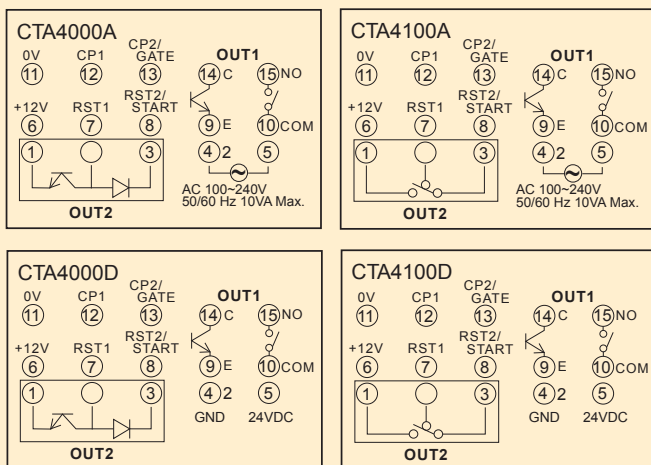 CTA4000A
0V CP1 CP2/ GATE OUT1
11 12 13 14 C 15 NO
+12V RST1 RST2/ START
6 7 8 9 E 10 COM
1 3 4 2 5
AC 100~240V
50/60 Hz 10VA Max.
OUT2
CTA4100A
0V CP1 CP2/ GATE OUT1
11 12 13 14 C 15 NO
+12V RST1 RST2/ START
6 7 8 9 E 10 COM
1 3 4 2 5
AC 100~240V
50/60 Hz 10VA Max.
OUT2
CTA4000D
0V CP1 CP2/ GATE OUT1
11 12 13 14 C 15 NO
+12V RST1 RST2/ START
6 7 8 9 E 10 COM
1 3 4 2 5
GND 24VDC
OUT2
CTA4100D
0V CP1 CP2/ GATE OUT1
11 12 13 14 C 15 NO
+12V RST1 RST2/ START
6 7 8 9 E 10 COM
1 3 4 2 5
GND 24VDC
OUT2